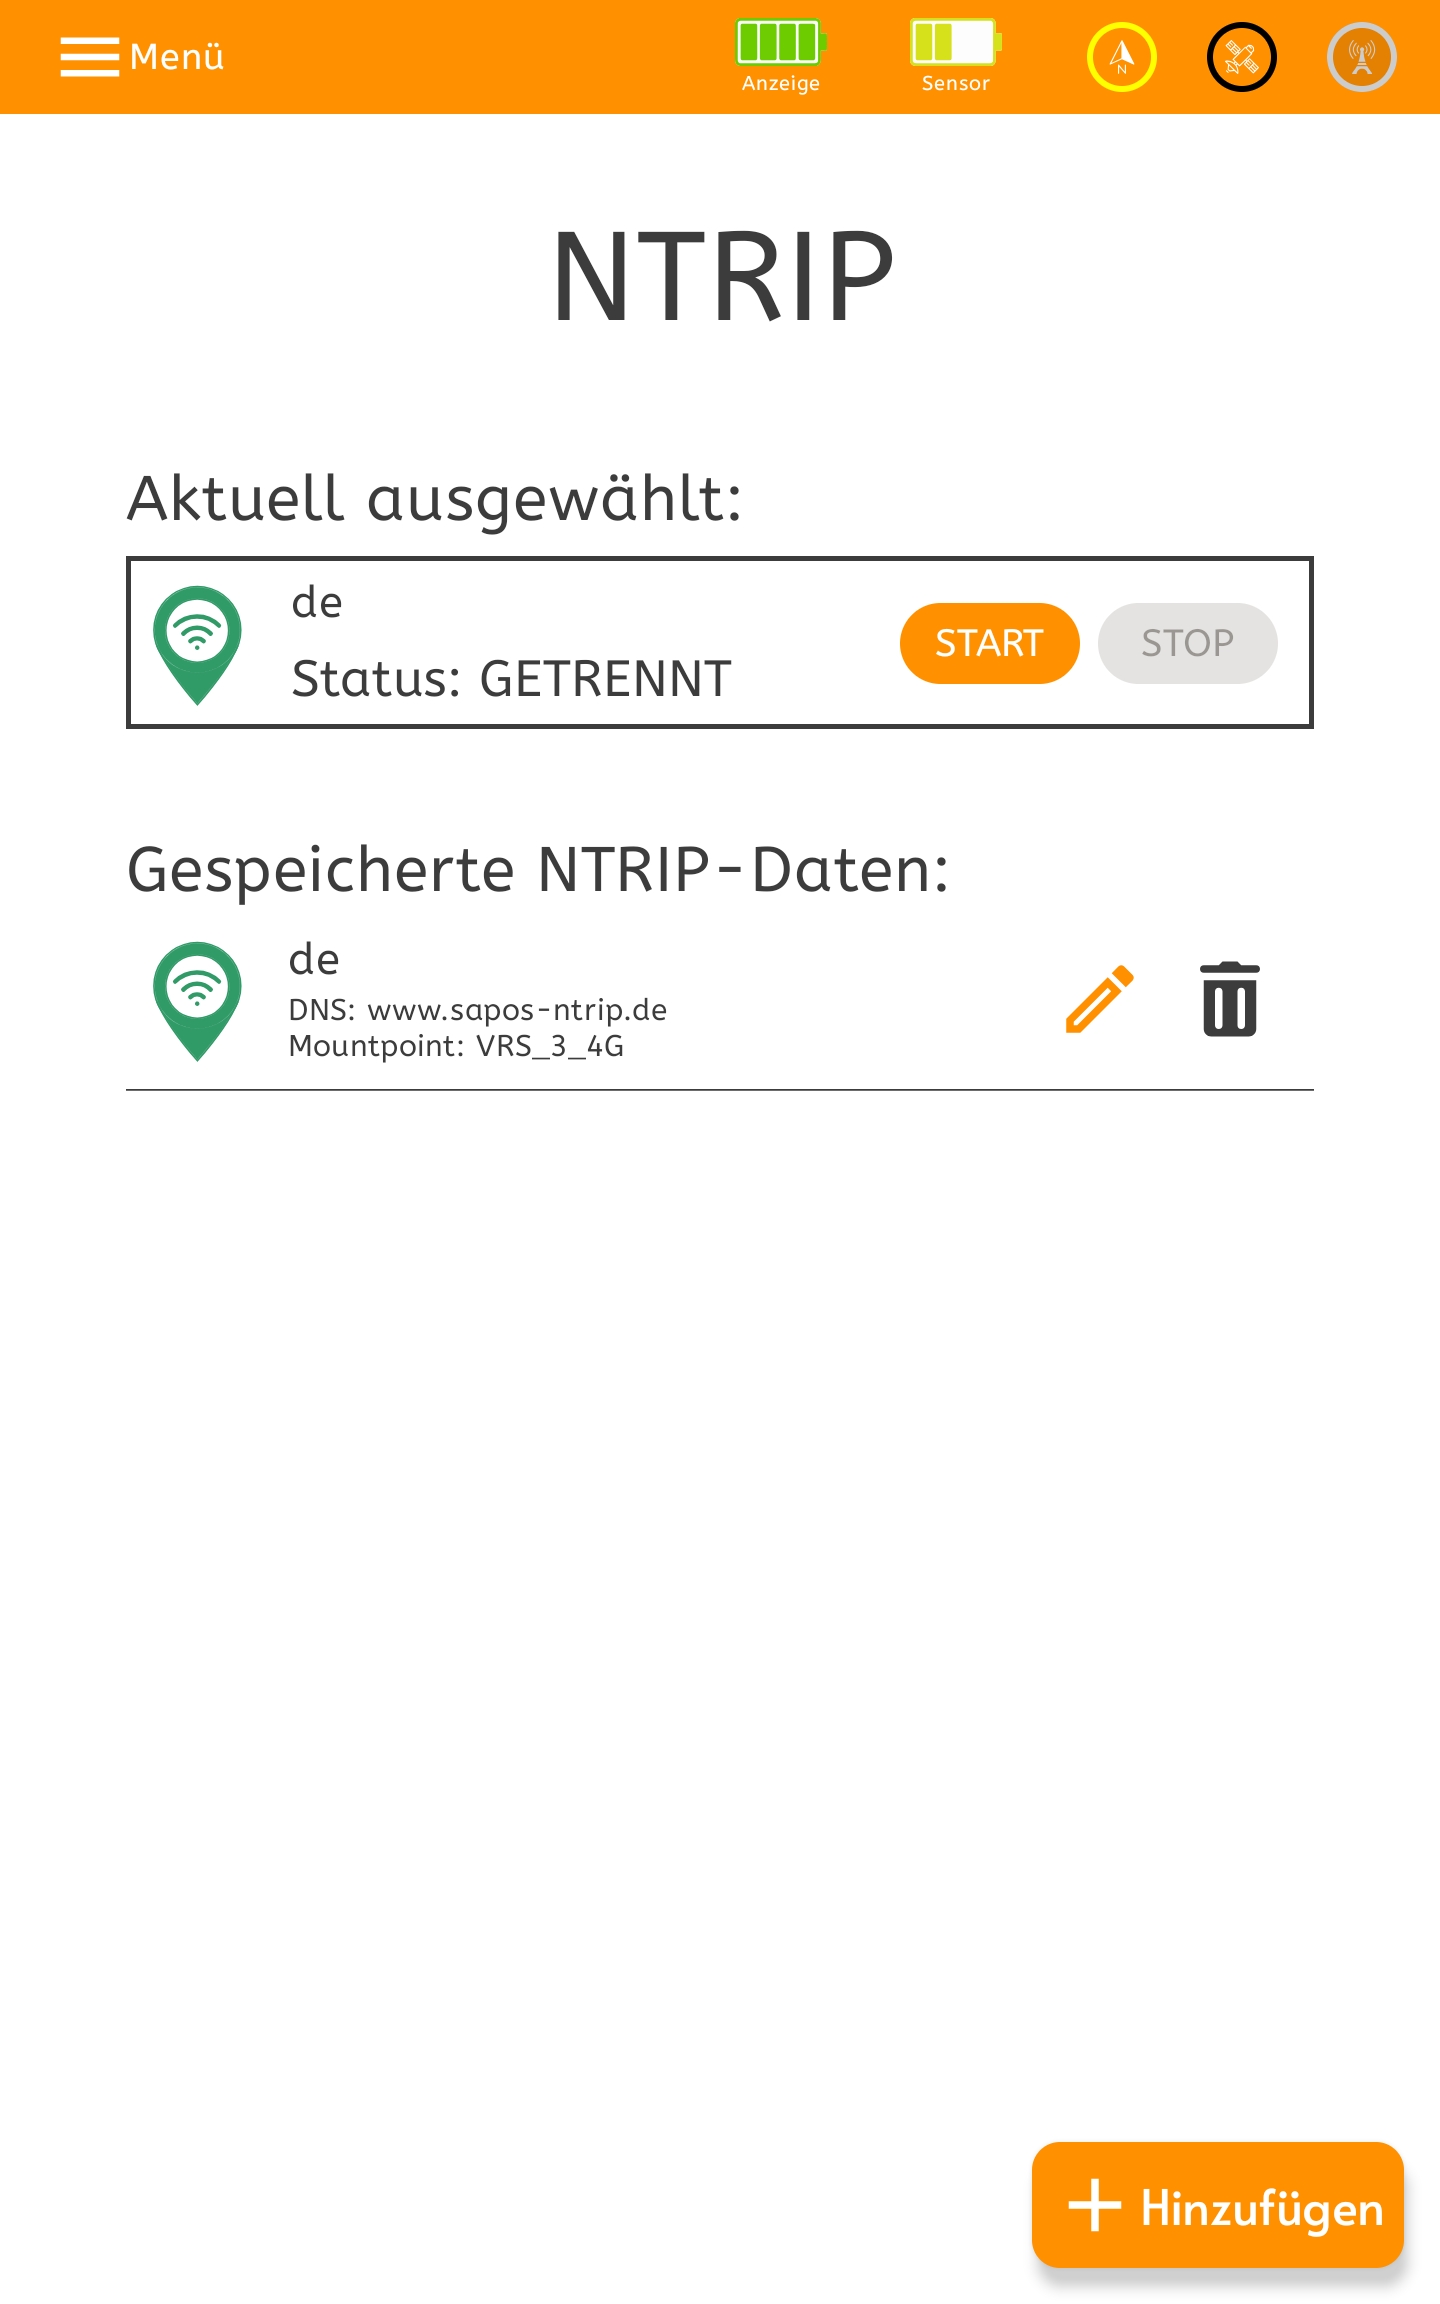 Menü
Anzeige
Sensor
N
NTRIP
Aktuell ausgewählt:
de
Status: GETRENNT
START
STOP
Gespeicherte NTRIP-Daten:
de
DNS: www.sapos-ntrip.de
Mountpoint: VRS_3_4G
Hinzufügen